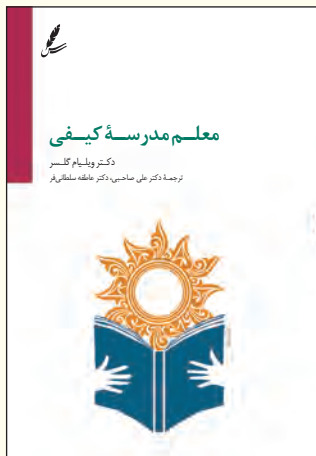 معلم مدرسهٔ کیفی
دکتر ویلیام گلسر
ترجمهٔ دکتر علی صاحبی، دکتر عاطفه سلطانی‌فر